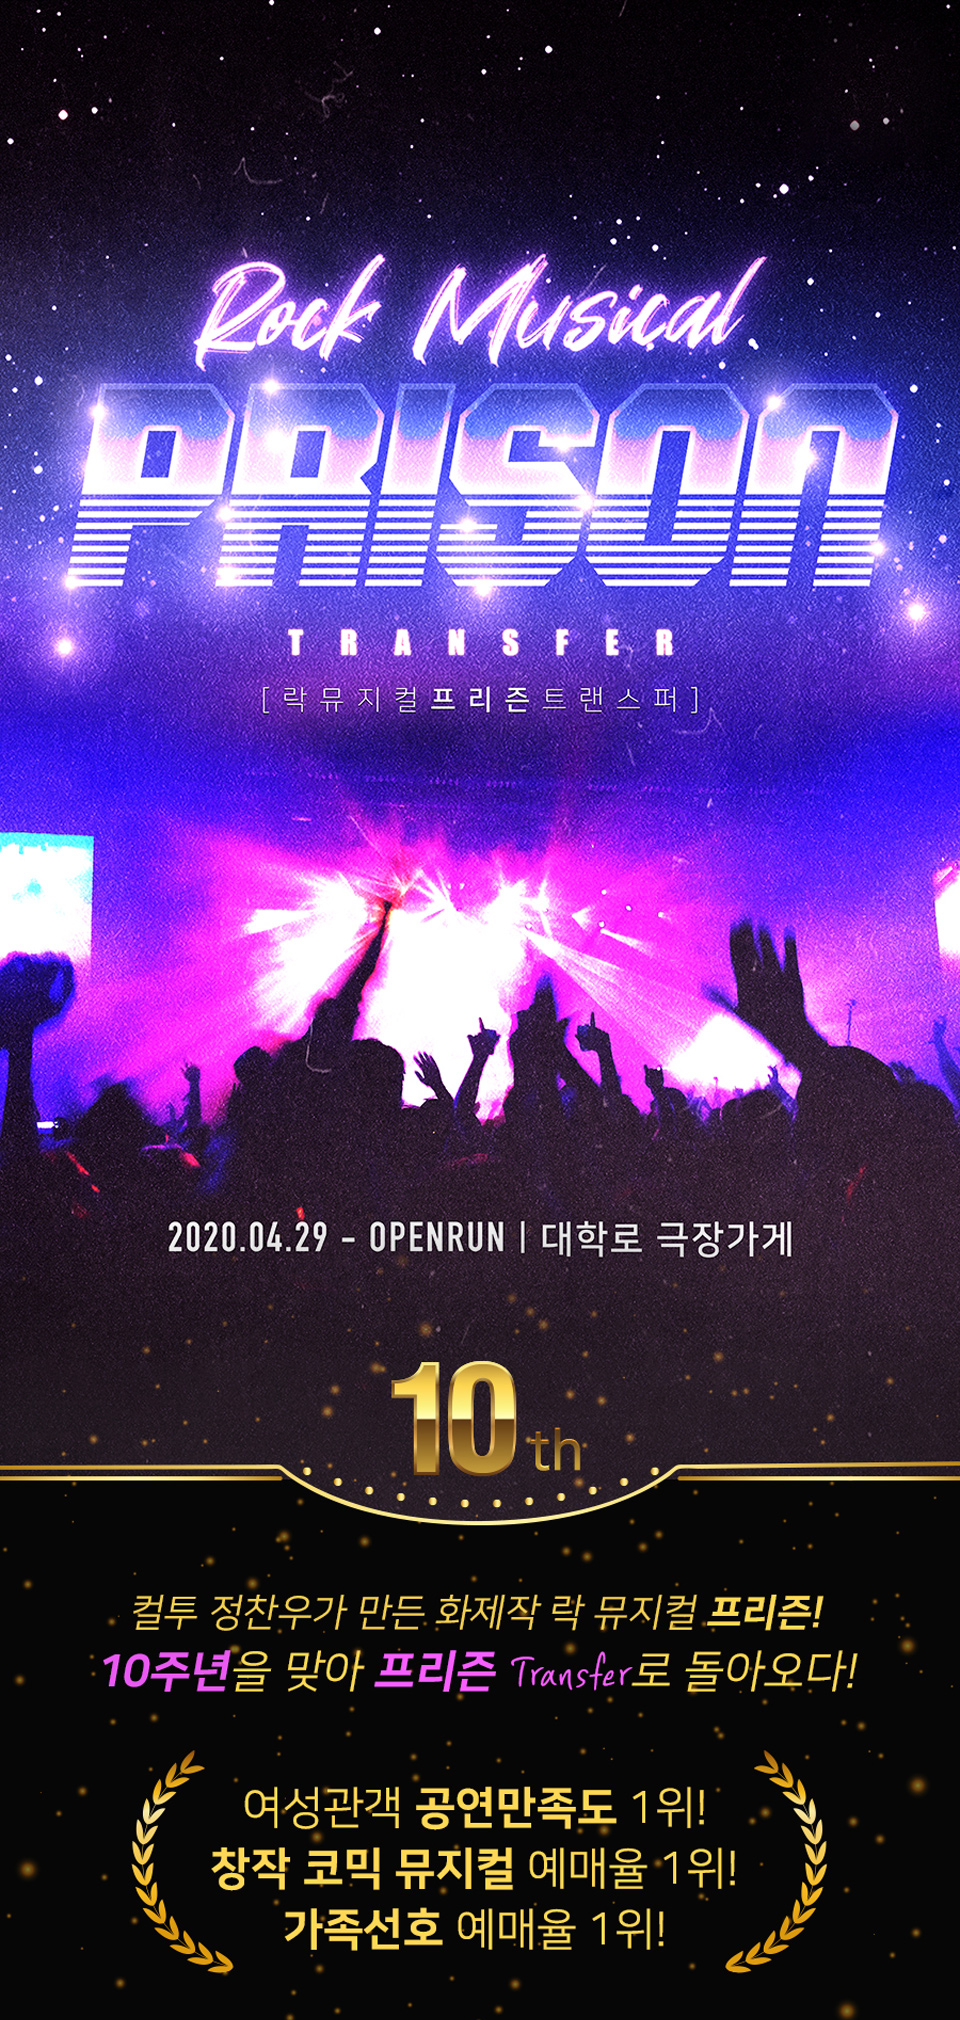 Rock Musical
PRISON
TRANSFER
[락뮤지컬프리즌트랜스퍼]
2020.04.29 - OPENRUN | 대학로 극장가게
10th
컬투 정찬우가 만든 화제작 락 뮤지컬 프리즌!
10주년을 맞아 프리즌 Transfer로 돌아오다!
여성관객 공연만족도 1위!
창작 코믹 뮤지컬 예매율 1위!
가족선호 예매율 1위!